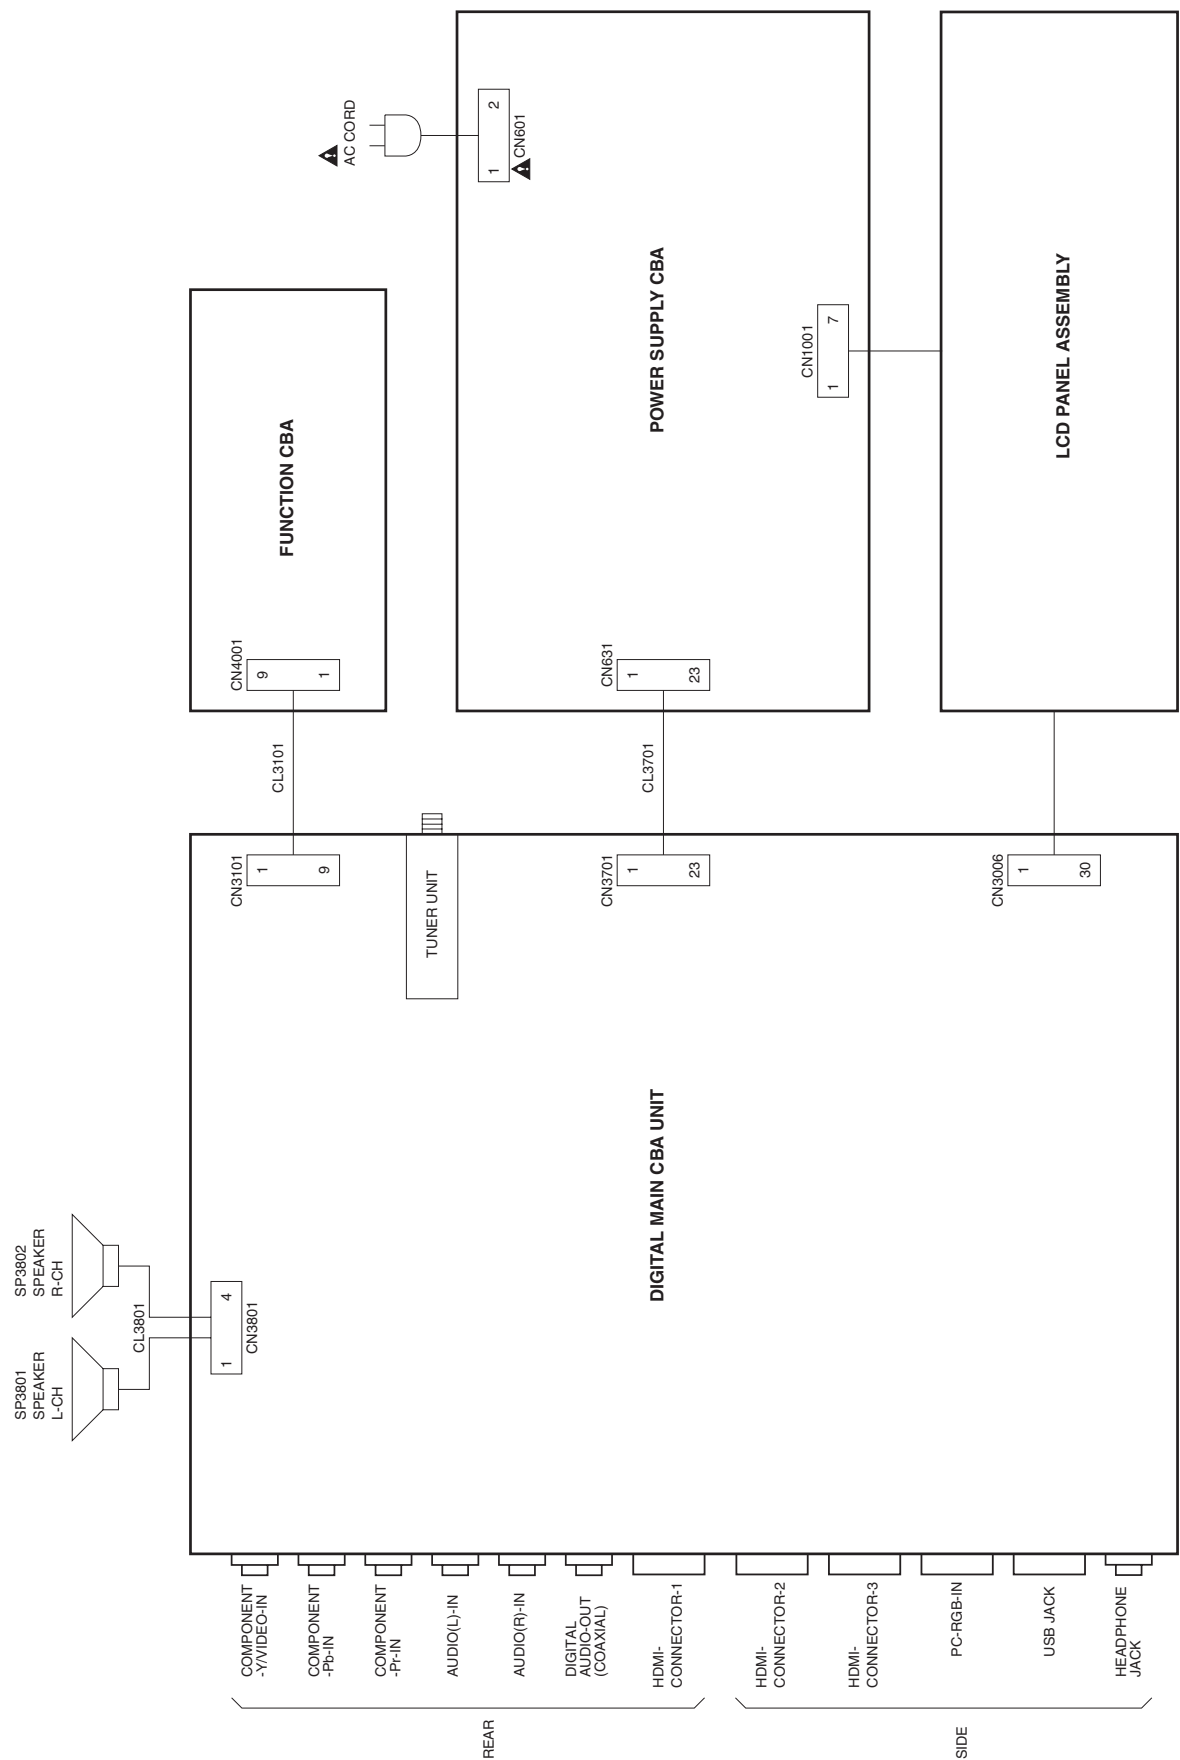 SP3801
SPEAKER
L-CH
SP3802
SPEAKER
R-CH
CL3801
1
4
CN3801
AC CORD
1
2
CN601
COMPONENT
-Y/VIDEO-IN
COMPONENT
-Pb-IN
COMPONENT
-Pr-IN
AUDIO(L)-IN
AUDIO(R)-IN
DIGITAL
AUDIO-OUT
(COAXIAL)
HDMI-
CONNECTOR-1
REAR
HDMI-
CONNECTOR-2
HDMI-
CONNECTOR-3
PC-RGB-IN
USB JACK
HEADPHONE
JACK
SIDE
DIGITAL MAIN CBA UNIT
CN3101
1
9
TUNER UNIT
CN3701
1
23
CN3006
1
30
CL3101
CL3701
CN4001
9
1
FUNCTION CBA
CN631
1
23
POWER SUPPLY CBA
CN1001
1
7
LCD PANEL ASSEMBLY